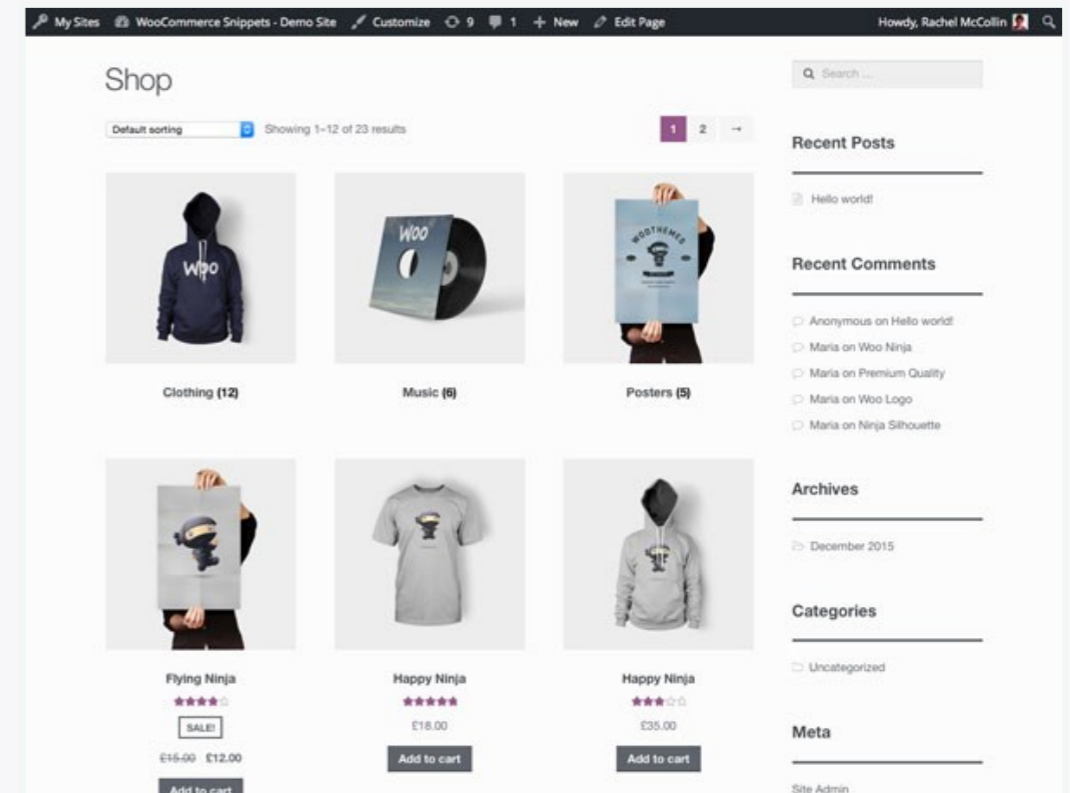 My Sites WooCommerce Snippets - Demo Site Customize 9 1 New Edit Page Howdy, Rachel McCollin
Shop
Default sorting Showing 1–12 of 23 results 1 2 →
WOO
WOO
WOOTHEMES
Clothing (12) Music (6) Posters (5)
Flying Ninja Happy Ninja Happy Ninja
SALE! £18.00 £35.00
£15.00 £12.00 Add to cart Add to cart
Add to cart
Search ...
Recent Posts
Hello world!
Recent Comments
Anonymous on Hello world!
Maria on Woo Ninja
Maria on Premium Quality
Maria on Woo Logo
Maria on Ninja Silhouette
Archives
December 2015
Categories
Uncategorized
Meta
Site Admin